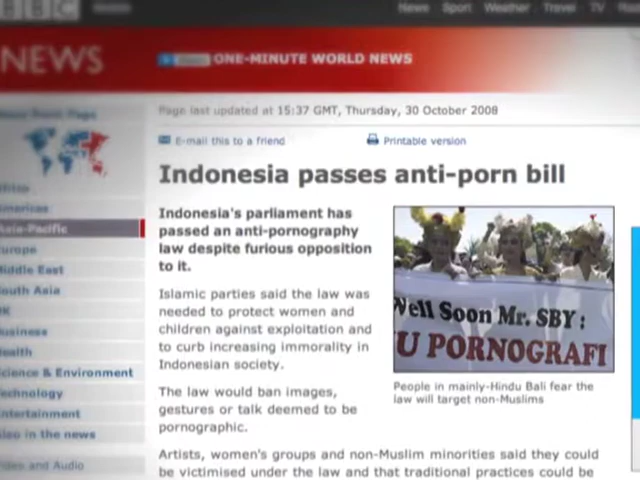 BBC
News Sport Weather Travel TV
NEWS
ONE-MINUTE WORLD NEWS
Page last updated at 15:37 GMT, Thursday, 30 October 2008
E-mail this to a friend
Printable version
Indonesia passes anti-porn bill
Indonesia's parliament has
passed an anti-pornography
law despite furious opposition
to it.
Islamic parties said the law was
needed to protect women and
children against exploitation and
to curb increasing immorality in
Indonesian society.
The law would ban images,
gestures or talk deemed to be
pornographic.
Artists, women's groups and non-Muslim minorities said they could
be victimised under the law and that traditional practices could be
Well Soon Mr. SBY :
U PORNOGRAFI
People in mainly-Hindu Bali fear the
law will target non-Muslims
Americas
Asia-Pacific
Europe
Middle East
South Asia
UK
Business
Health
Science & Environment
Technology
Entertainment
Also in the news
Video and Audio